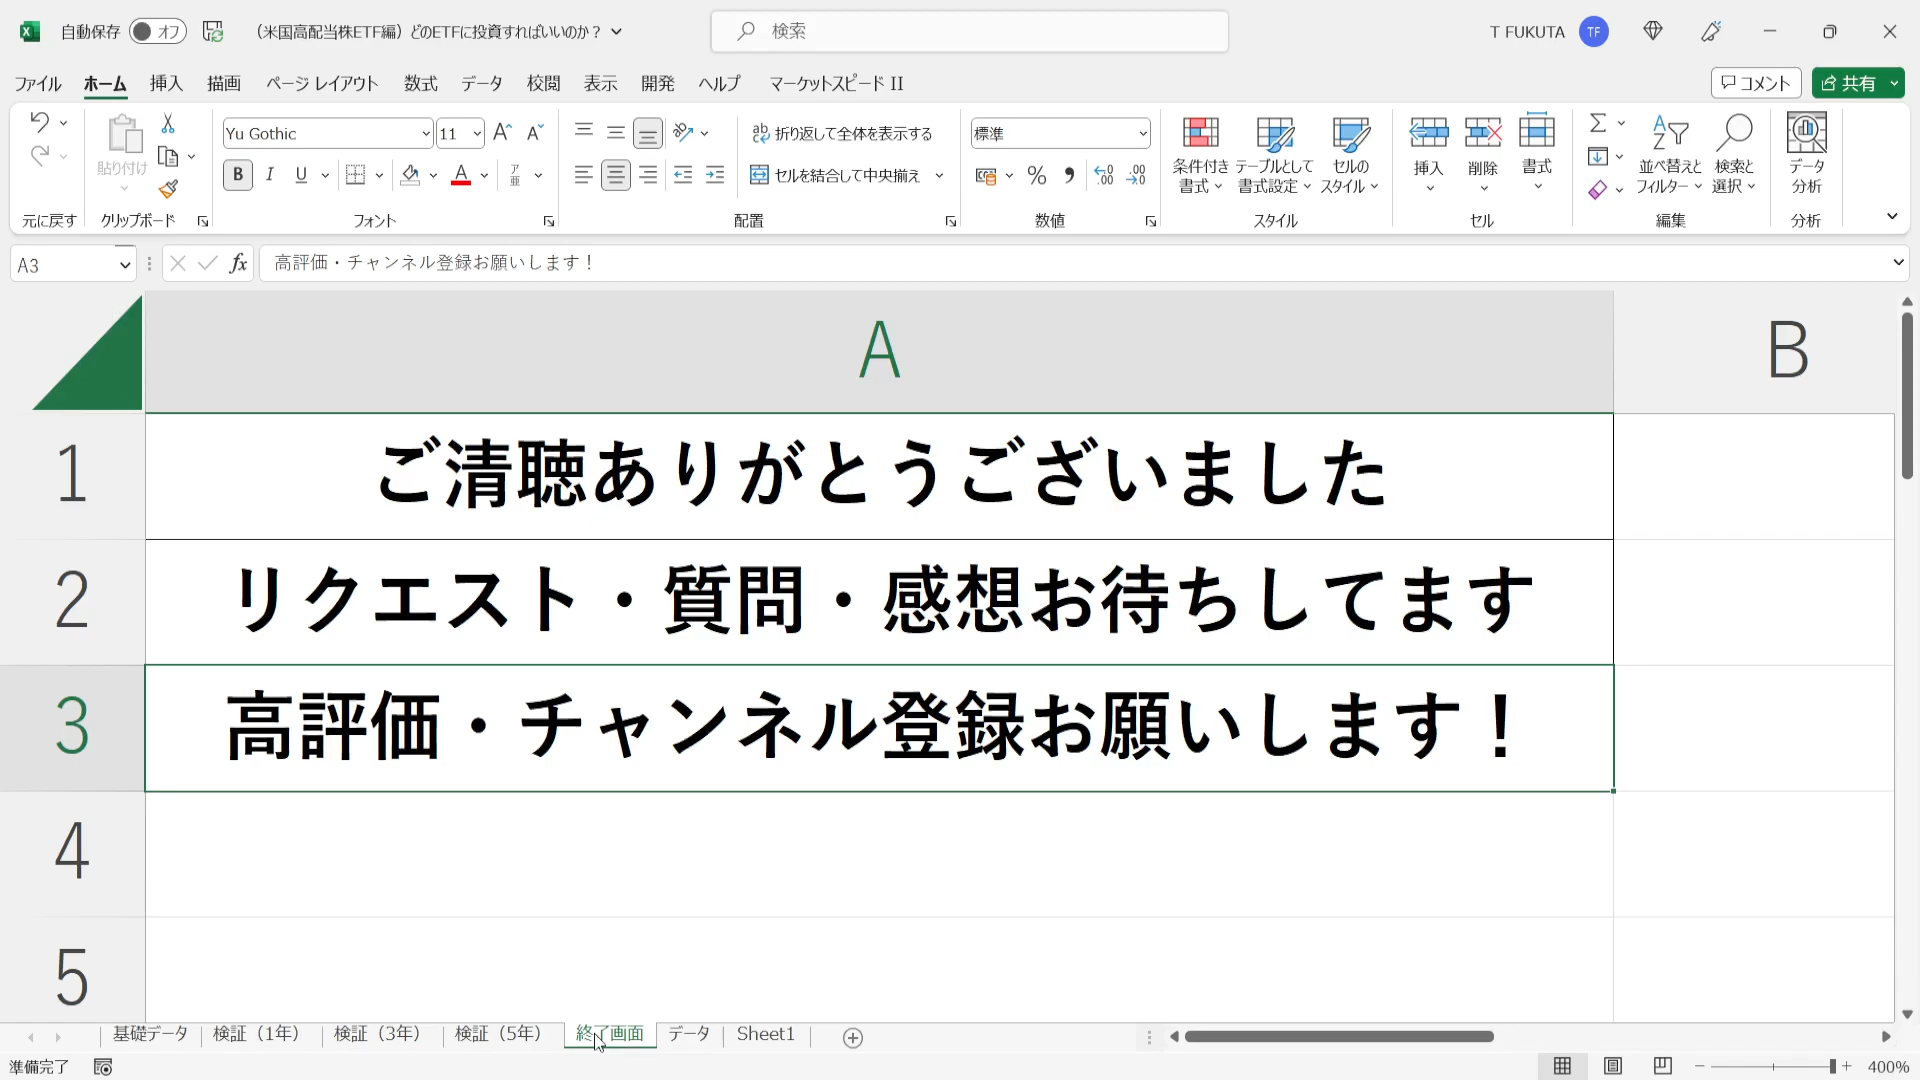 自動保存 オフ （米国高配当株ETF編）どのETFに投資すればいいのか？ 検索 T FUKUTA TF
ファイル ホーム 挿入 描画 ページ レイアウト 数式 データ 校閲 表示 開発 ヘルプ マーケットスピード II コメント 共有
元に戻す
貼り付け
クリップボード
Yu Gothic 11
B I U A ア亜
フォント
折り返して全体を表示する
セルを結合して中央揃え
配置
標準
数値
条件付き書式 テーブルとして書式設定 セルのスタイル
スタイル
挿入 削除 書式
セル
並べ替えとフィルター 検索と選択
編集
データ分析
分析
A3 fx 高評価・チャンネル登録お願いします！
A B
1 ご清聴ありがとうございました
2 リクエスト・質問・感想お待ちしてます
3 高評価・チャンネル登録お願いします！
4
5
基礎データ 検証（1年） 検証（3年） 検証（5年） 終了画面 データ Sheet1
準備完了 400%